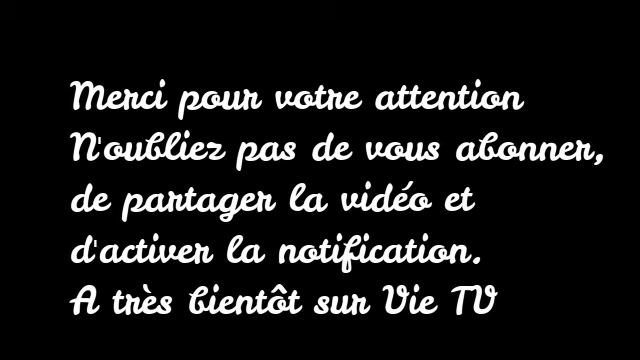 Merci pour votre attention
N'oubliez pas de vous abonner,
de partager la vidéo et
d'activer la notification.
A très bientôt sur Vie TV